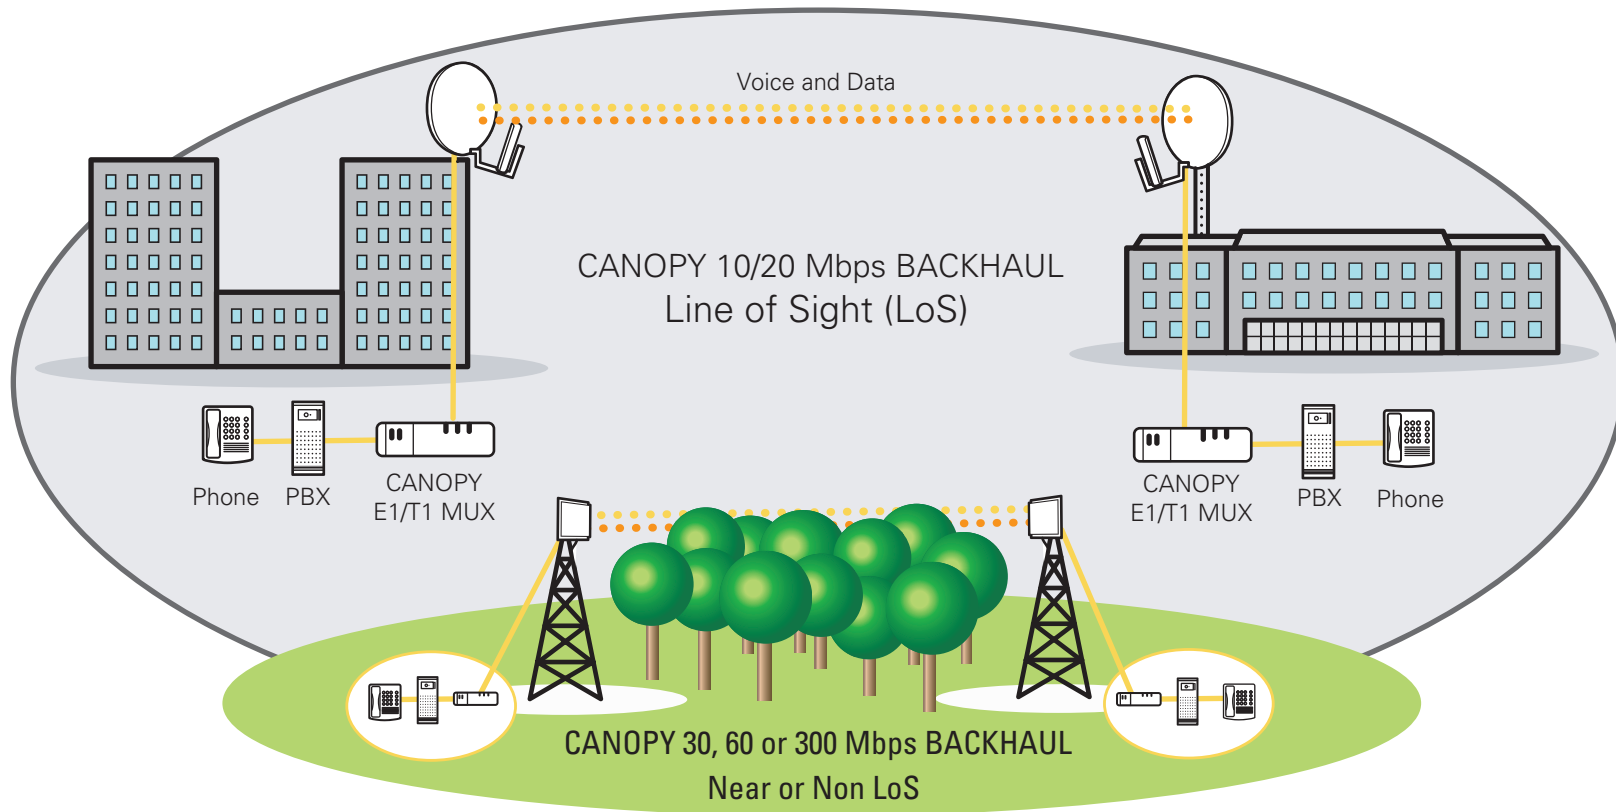 Voice and Data
CANOPY 10/20 Mbps BACKHAUL
Line of Sight (LoS)
Phone
PBX
CANOPY
E1/T1 MUX
CANOPY
E1/T1 MUX
PBX
Phone
CANOPY 30, 60 or 300 Mbps BACKHAUL
Near or Non LoS